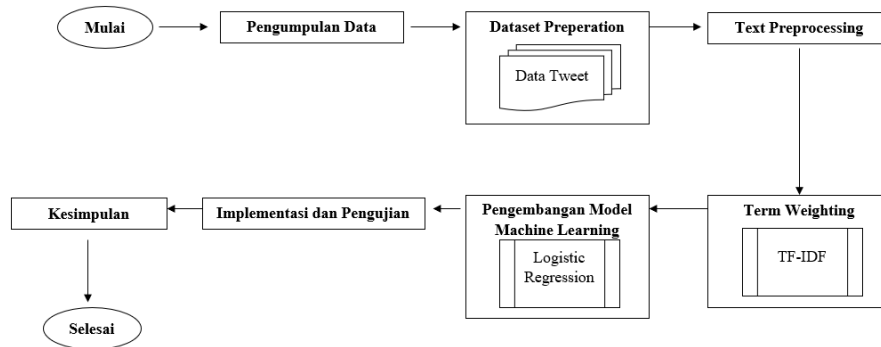 Mulai
Pengumpulan Data
Dataset Preperation
Data Tweet
Text Preprocessing
Term Weighting
TF-IDF
Pengembangan Model
Machine Learning
Logistic
Regression
Implementasi dan Pengujian
Kesimpulan
Selesai